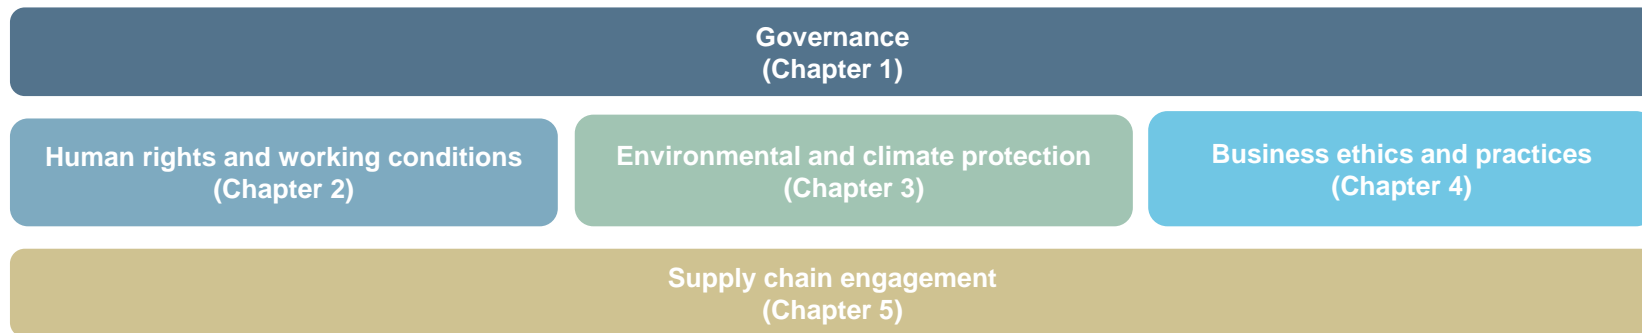 Governance
(Chapter 1)
Human rights and working conditions
(Chapter 2)
Environmental and climate protection
(Chapter 3)
Business ethics and practices
(Chapter 4)
Supply chain engagement
(Chapter 5)